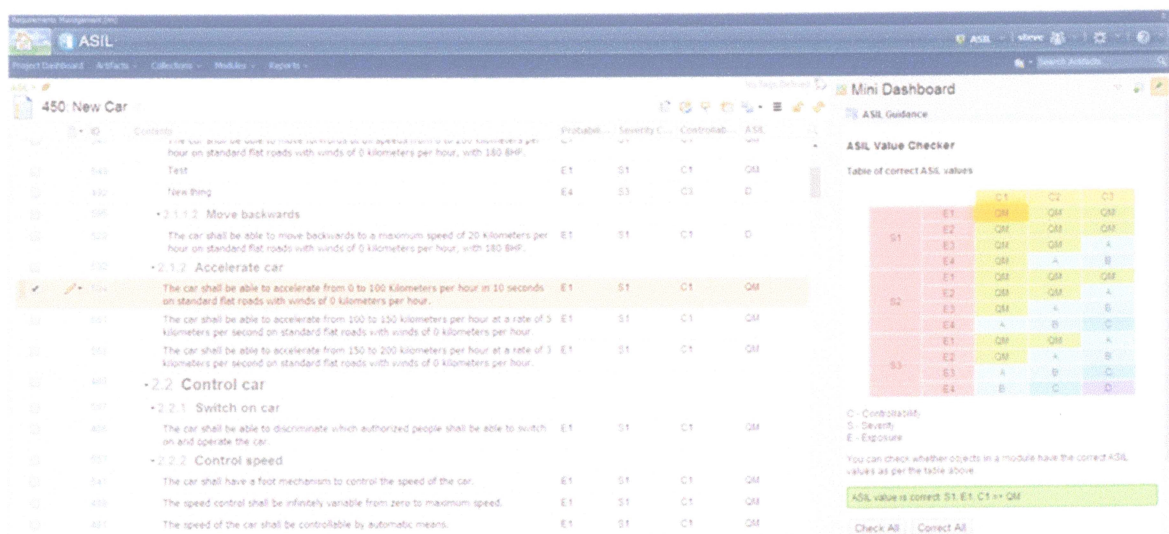 Requirements Management (/rm)
ASIL
ASIL steve
Project Dashboard Artifacts Collections Modules Reports
Search Artifacts
ASIL
No Tags Defined
Mini Dashboard
450: New Car
ASIL Guidance
ID Contents Probabili... Severity C... Controllab... ASIL
ASIL Value Checker
hour on standard flat roads with winds of 0 kilometers per hour, with 180 BHP.
Table of correct ASIL values
Test E1 S1 C1 QM
New thing E4 S3 C3 D
2.1.1.2 Move backwards
The car shall be able to move backwards to a maximum speed of 20 kilometers per E1 S1 C1 D
hour on standard flat roads with winds of 0 kilometers per hour, with 180 BHP.
2.1.2 Accelerate car
The car shall be able to accelerate from 0 to 100 Kilometers per hour in 10 seconds E1 S1 C1 QM
on standard flat roads with winds of 0 kilometers per hour.
The car shall be able to accelerate from 100 to 150 kilometers per hour at a rate of 5 E1 S1 C1 QM
kilometers per second on standard flat roads with winds of 0 kilometers per hour.
The car shall be able to accelerate from 150 to 200 kilometers per hour at a rate of 3 E1 S1 C1 QM
kilometers per second on standard flat roads with winds of 0 kilometers per hour.
2.2 Control car
2.2.1 Switch on car
The car shall be able to discriminate which authorized people shall be able to switch E1 S1 C1 QM
on and operate the car.
2.2.2 Control speed
The car shall have a foot mechanism to control the speed of the car. E1 S1 C1 QM
The speed control shall be infinitely variable from zero to maximum speed. E1 S1 C1 QM
The speed of the car shall be controllable by automatic means. E1 S1 C1 QM
C1 C2 C3
S1 E1 QM QM QM
E2 QM QM QM
E3 QM QM A
E4 QM A B
S2 E1 QM QM QM
E2 QM QM A
E3 QM A B
E4 A B C
S3 E1 QM QM A
E2 QM A B
E3 A B C
E4 B C D
C - Controllability
S - Severity
E - Exposure
You can check whether objects in a module have the correct ASIL
values as per the table above
ASIL value is correct: S1, E1, C1 => QM
Check All Correct All